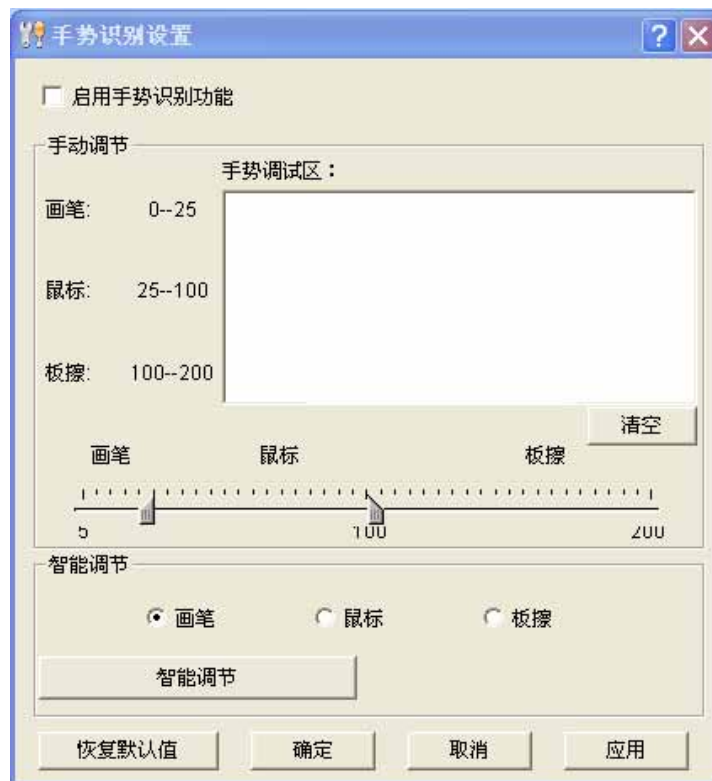 手势识别设置
启用手势识别功能
手动调节
手势调试区：
画笔: 0--25
鼠标: 25--100
板擦: 100--200
清空
画笔 鼠标 板擦
5 100 200
智能调节
画笔 鼠标 板擦
智能调节
恢复默认值 确定 取消 应用